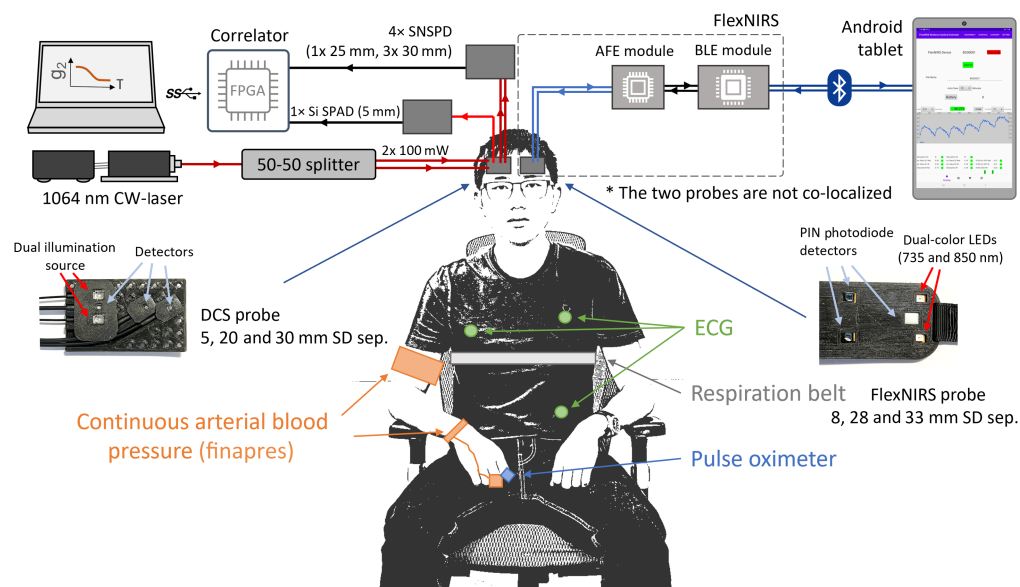 FlexNIRS
4× SNSPD
(1x 25 mm, 3x 30 mm)
Correlator
Android
tablet
AFE module
BLE module
g2
T
SS
FPGA
1× Si SPAD (5 mm)
2x 100 mW
50-50 splitter
1064 nm CW-laser
* The two probes are not co-localized
Dual illumination
source
Detectors
PIN photodiode
detectors
Dual-color LEDs
(735 and 850 nm)
DCS probe
5, 20 and 30 mm SD sep.
ECG
Respiration belt
FlexNIRS probe
8, 28 and 33 mm SD sep.
Continuous arterial blood
pressure (finapres)
Pulse oximeter